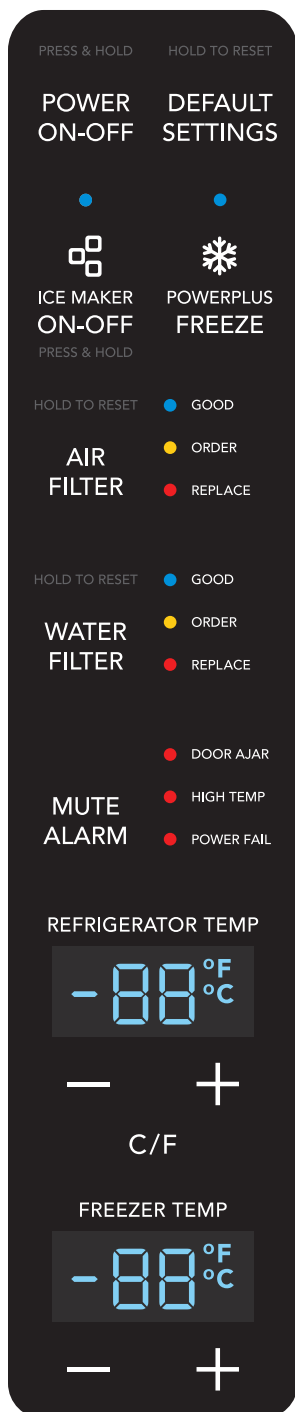 PRESS & HOLD
HOLD TO RESET
POWER
ON-OFF
DEFAULT
SETTINGS
ICE MAKER
ON-OFF
PRESS & HOLD
POWERPLUS
FREEZE
HOLD TO RESET
AIR
FILTER
GOOD
ORDER
REPLACE
HOLD TO RESET
WATER
FILTER
GOOD
ORDER
REPLACE
MUTE
ALARM
DOOR AJAR
HIGH TEMP
POWER FAIL
REFRIGERATOR TEMP
-88°F
°C
— +
C/F
FREEZER TEMP
-88°F
°C
— +